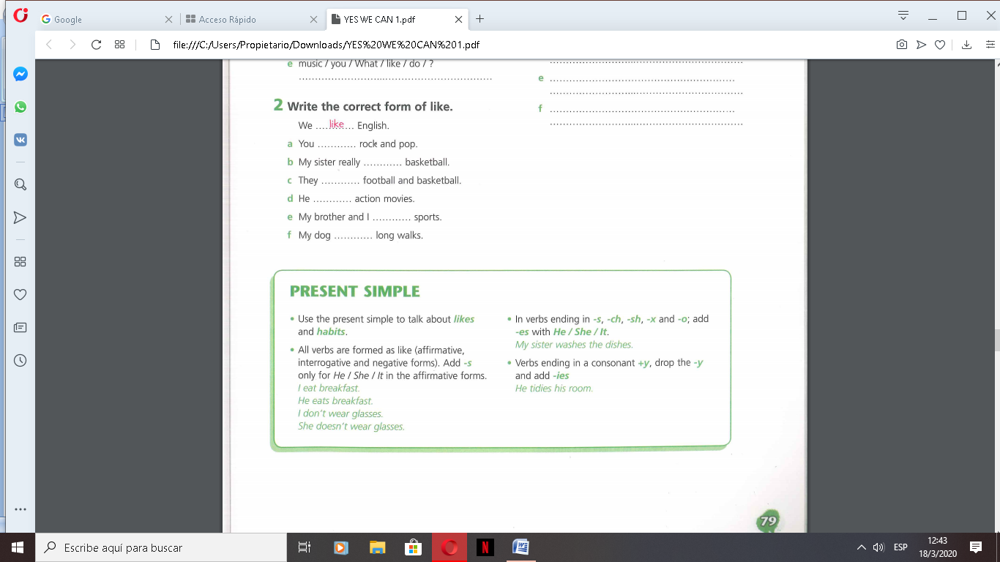 Google
Acceso Rápido
YES WE CAN 1.pdf
file:///C:/Users/Propietario/Downloads/YES%20WE%20CAN%201.pdf
e music / you / What / like / do / ?
..............................................................
2 Write the correct form of like.
We ....like.... English.
a You ............ rock and pop.
b My sister really ............ basketball.
c They ............ football and basketball.
d He ............ action movies.
e My brother and I ............ sports.
f My dog ............ long walks.
e ............................................................
..............................................................
f ............................................................
..............................................................
PRESENT SIMPLE
• Use the present simple to talk about likes
and habits.
• All verbs are formed as like (affirmative,
interrogative and negative forms). Add -s
only for He / She / It in the affirmative forms.
I eat breakfast.
He eats breakfast.
I don't wear glasses.
She doesn't wear glasses.
• In verbs ending in -s, -ch, -sh, -x and -o; add
-es with He / She / It.
My sister washes the dishes.
• Verbs ending in a consonant +y, drop the -y
and add -ies
He tidies his room.
79
Escribe aquí para buscar
ESP
12:43
18/3/2020